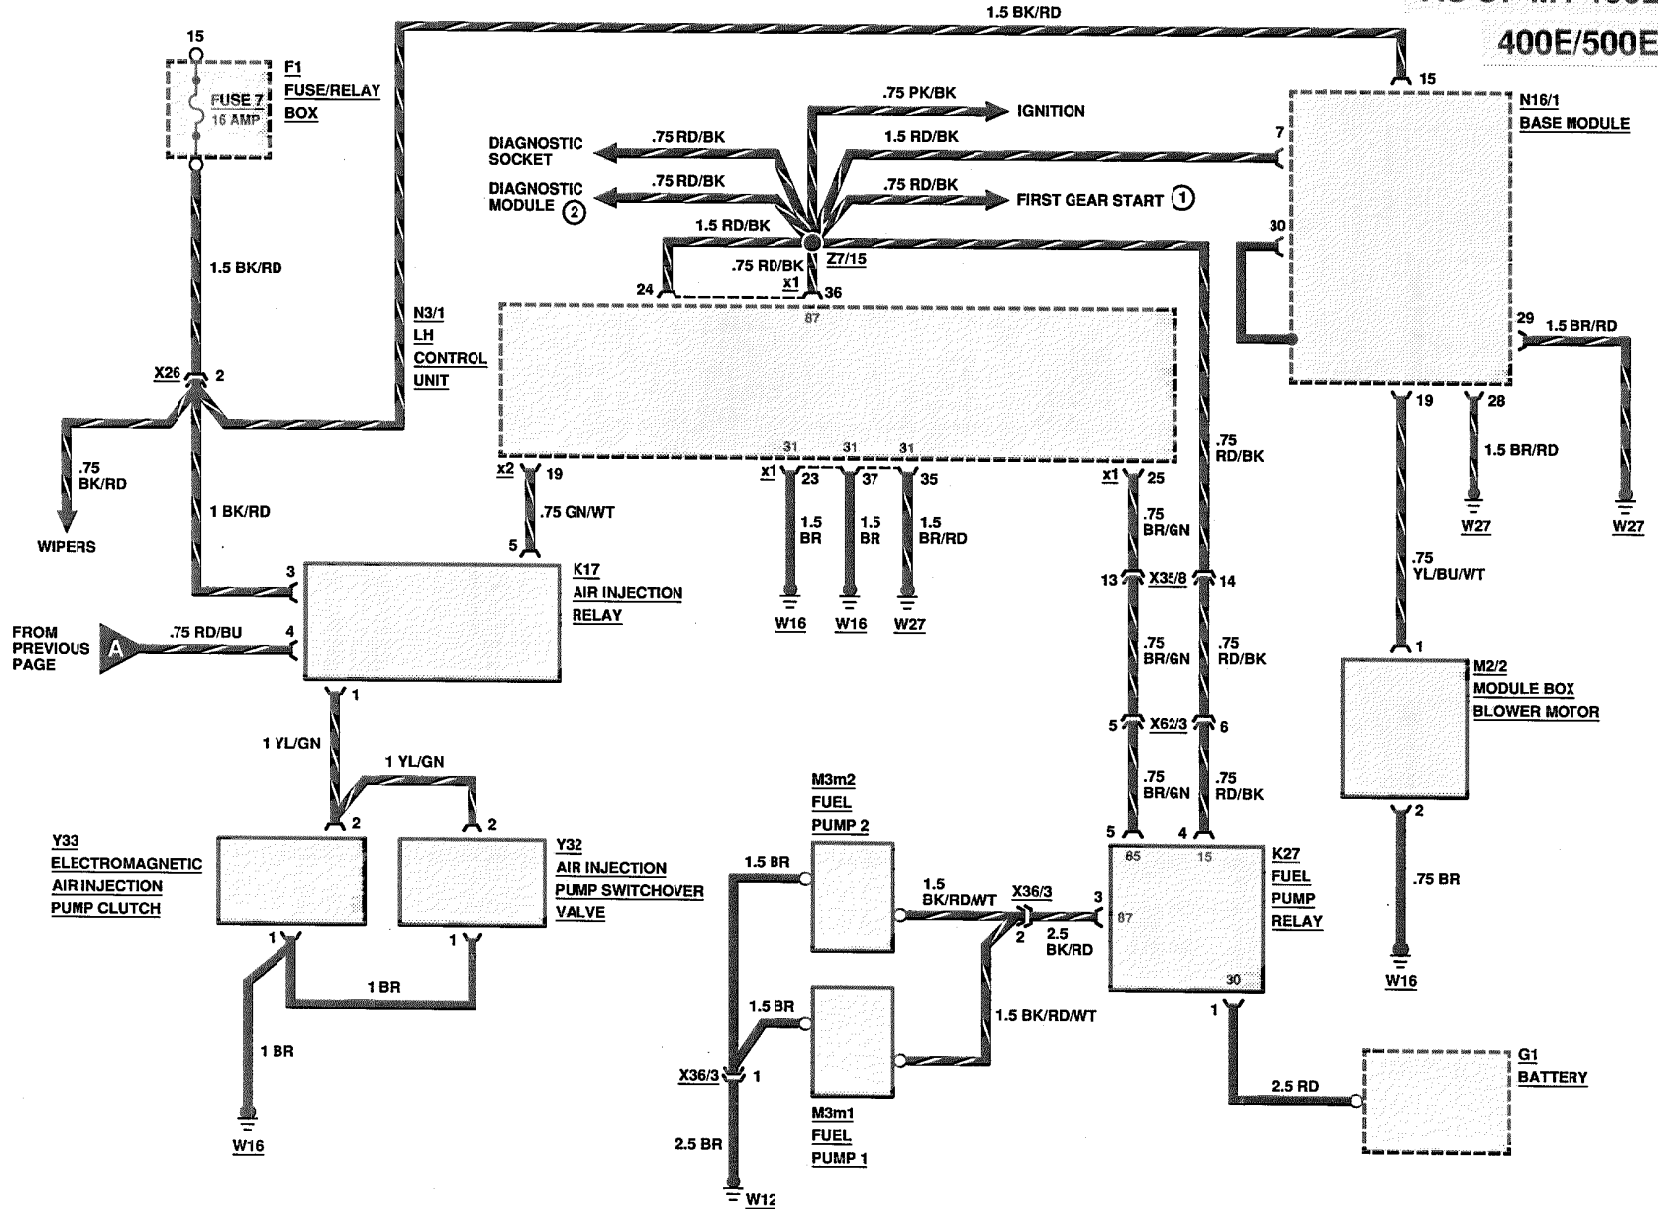 400E/500E
1.5 BK/RD
15
F1
FUSE/RELAY
BOX
FUSE 7
16 AMP
15
N16/1
BASE MODULE
.75 PK/BK
IGNITION
7
DIAGNOSTIC
SOCKET
.75 RD/BK
1.5 RD/BK
DIAGNOSTIC
MODULE 2
.75 RD/BK
.75 RD/BK
FIRST GEAR START 1
1.5 RD/BK
30
.75 RD/BK
Z7/15
x1
24
36
87
1.5 BK/RD
N3/1
LH
CONTROL
UNIT
29
1.5 BR/RD
X26
2
19
28
.75
BK/RD
31
31
31
.75
RD/BK
1.5 BR/RD
x2
19
x1
23
37
35
x1
25
1 BK/RD
.75 GN/WT
1.5
BR
1.5
BR
1.5
BR/RD
.75
BR/GN
W27
W27
WIPERS
5
3
K17
AIR INJECTION
RELAY
13
X35/8
14
.75
YL/BU/WT
W16
W16
W27
FROM
PREVIOUS
PAGE
A
.75 RD/BU
4
.75
BR/GN
.75
RD/BK
1
1
M2/2
MODULE BOX
BLOWER MOTOR
5
X62/3
6
1 YL/GN
1 YL/GN
M3m2
FUEL
PUMP 2
.75
BR/GN
.75
RD/BK
2
2
2
5
4
Y33
ELECTROMAGNETIC
AIR INJECTION
PUMP CLUTCH
Y32
AIR INJECTION
PUMP SWITCHOVER
VALVE
1.5 BR
1.5
BK/RD/WT
X36/3
2
3
2.5
BK/RD
85
15
87
30
K27
FUEL
PUMP
RELAY
.75 BR
1
1
W16
1 BR
1.5 BR
1.5 BK/RD/WT
1
1 BR
X36/3
1
G1
BATTERY
2.5 RD
M3m1
FUEL
PUMP 1
W16
2.5 BR
W12